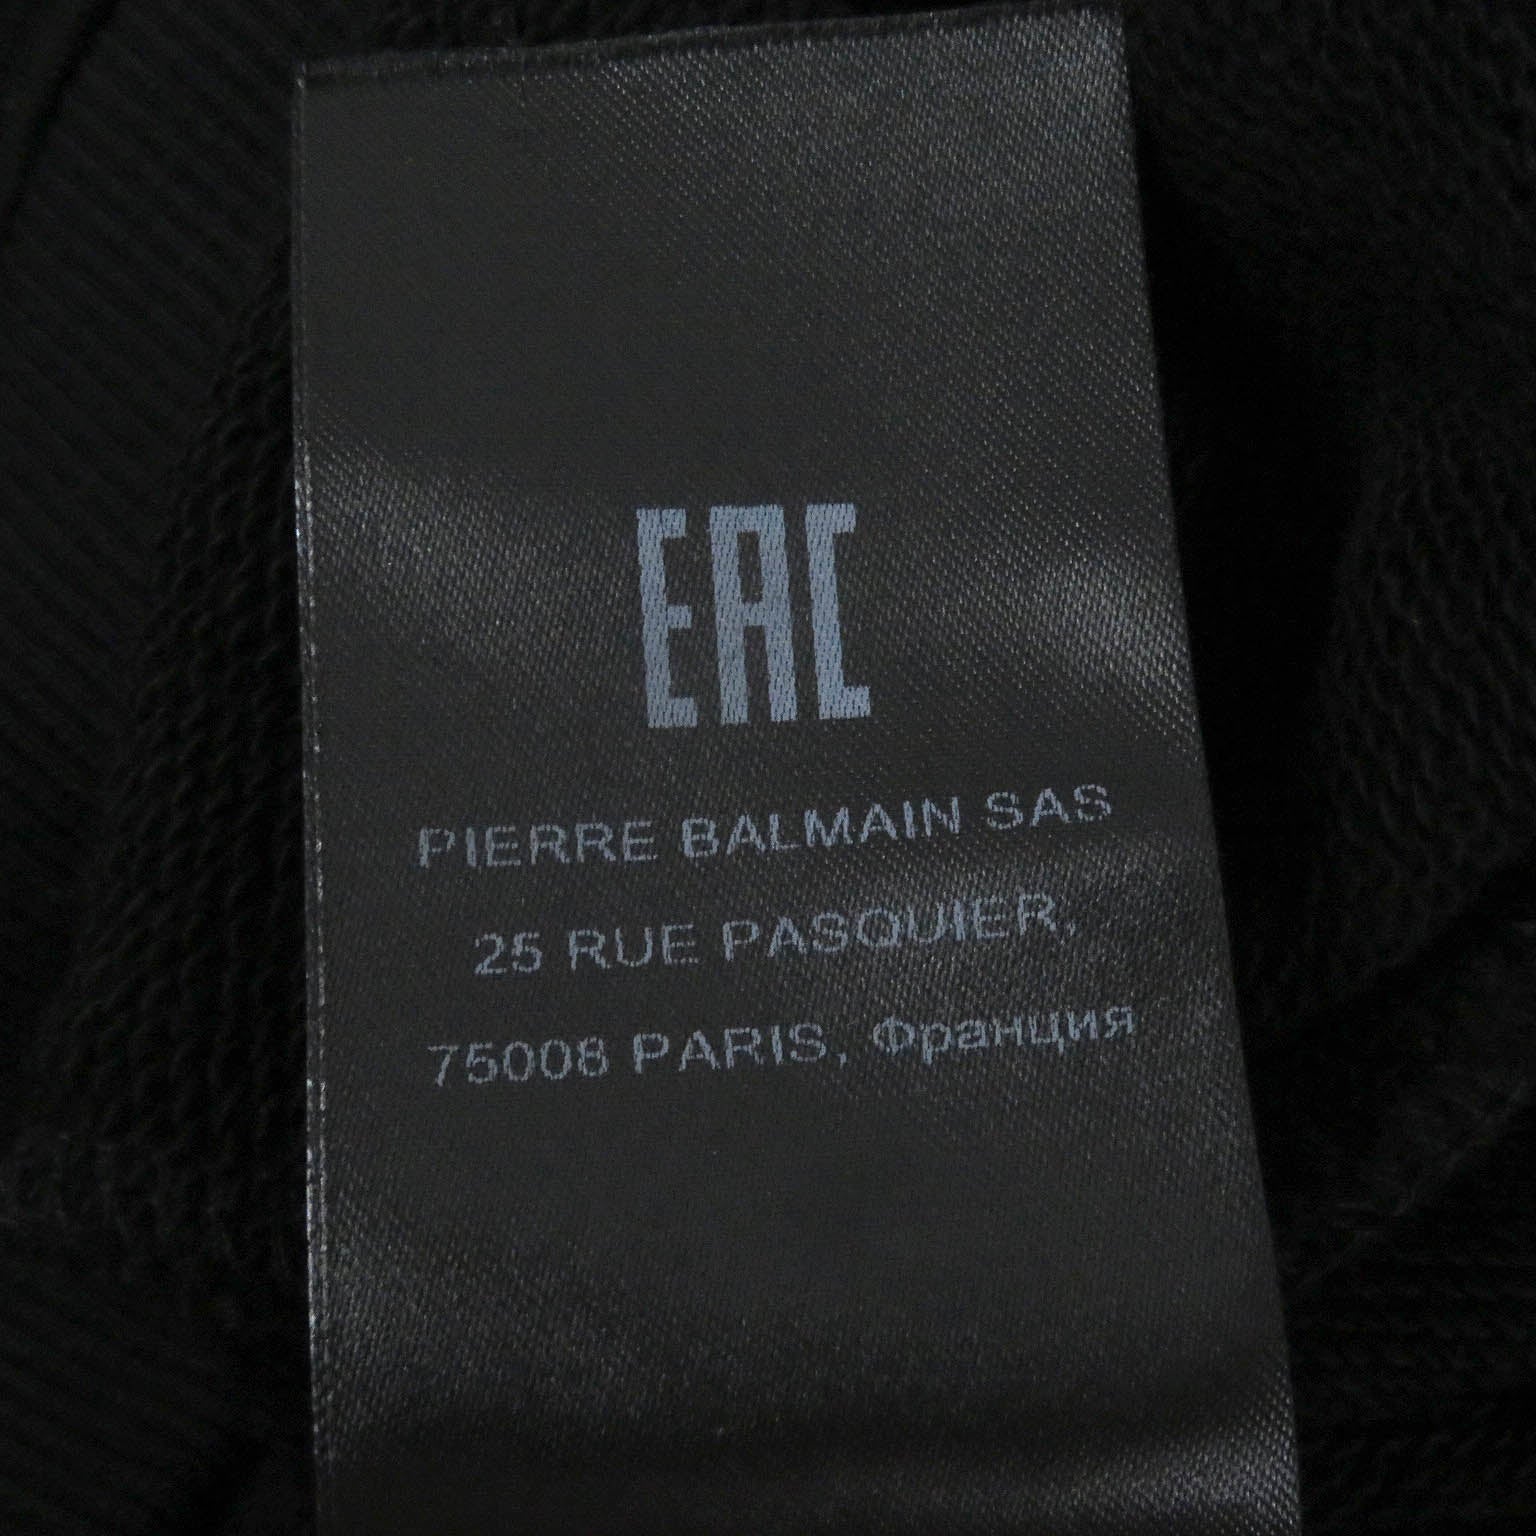 EAC
PIERRE BALMAIN SAS
25 RUE PASQUIER,
75008 PARIS, Франция